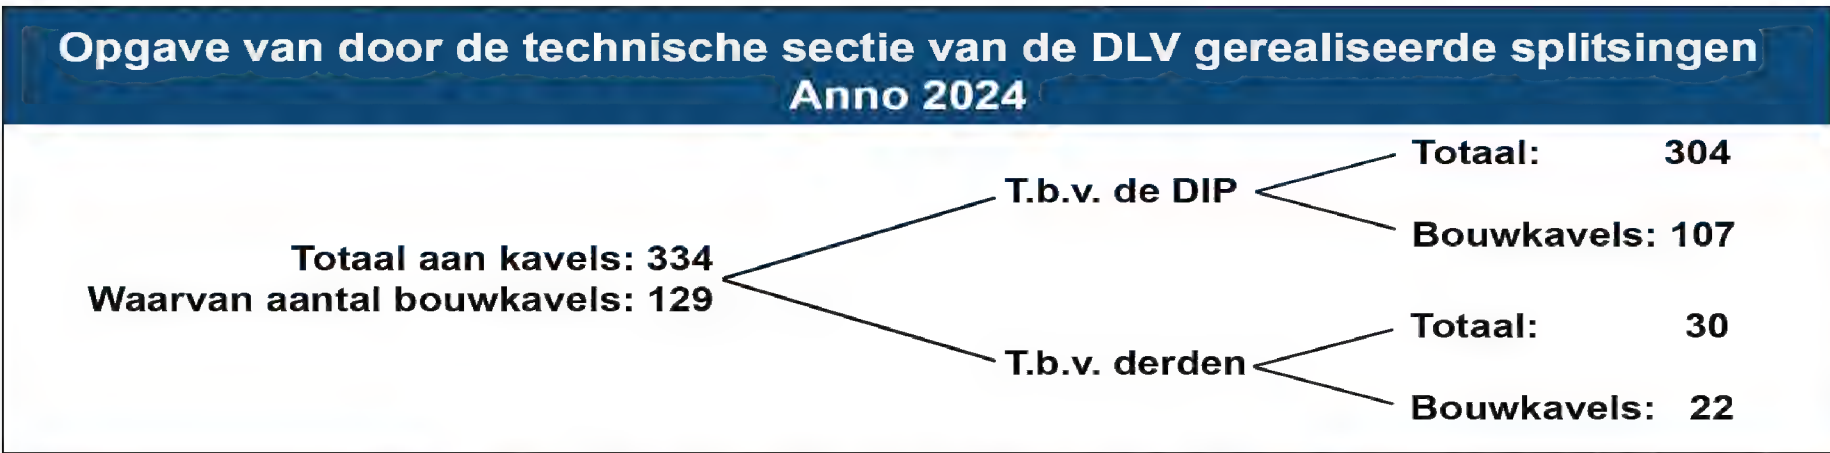 Opgave van door de technische sectie van de DLV gerealiseerde splitsingen
Anno 2024
Totaal aan kavels: 334
Waarvan aantal bouwkavels: 129
T.b.v. de DIP
Totaal: 304
Bouwkavels: 107
T.b.v. derden
Totaal: 30
Bouwkavels: 22